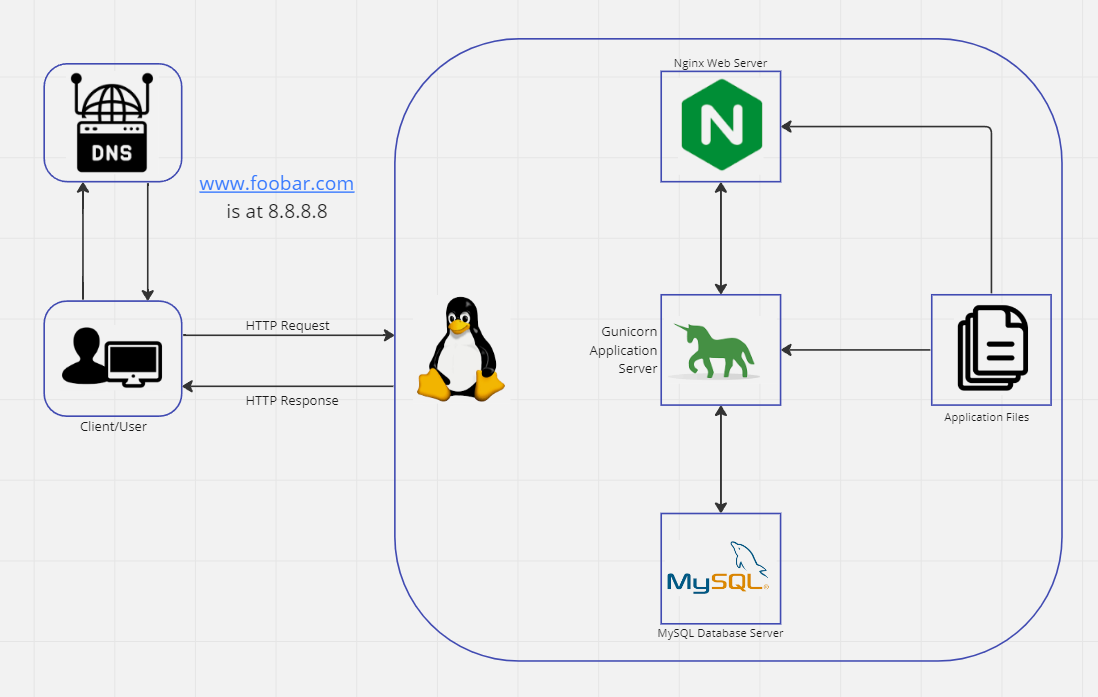 DNS
www.foobar.com
is at 8.8.8.8
HTTP Request
HTTP Response
Client/User
Nginx Web Server
N
Gunicorn
Application
Server
Application Files
MySQL®
MySQL Database Server